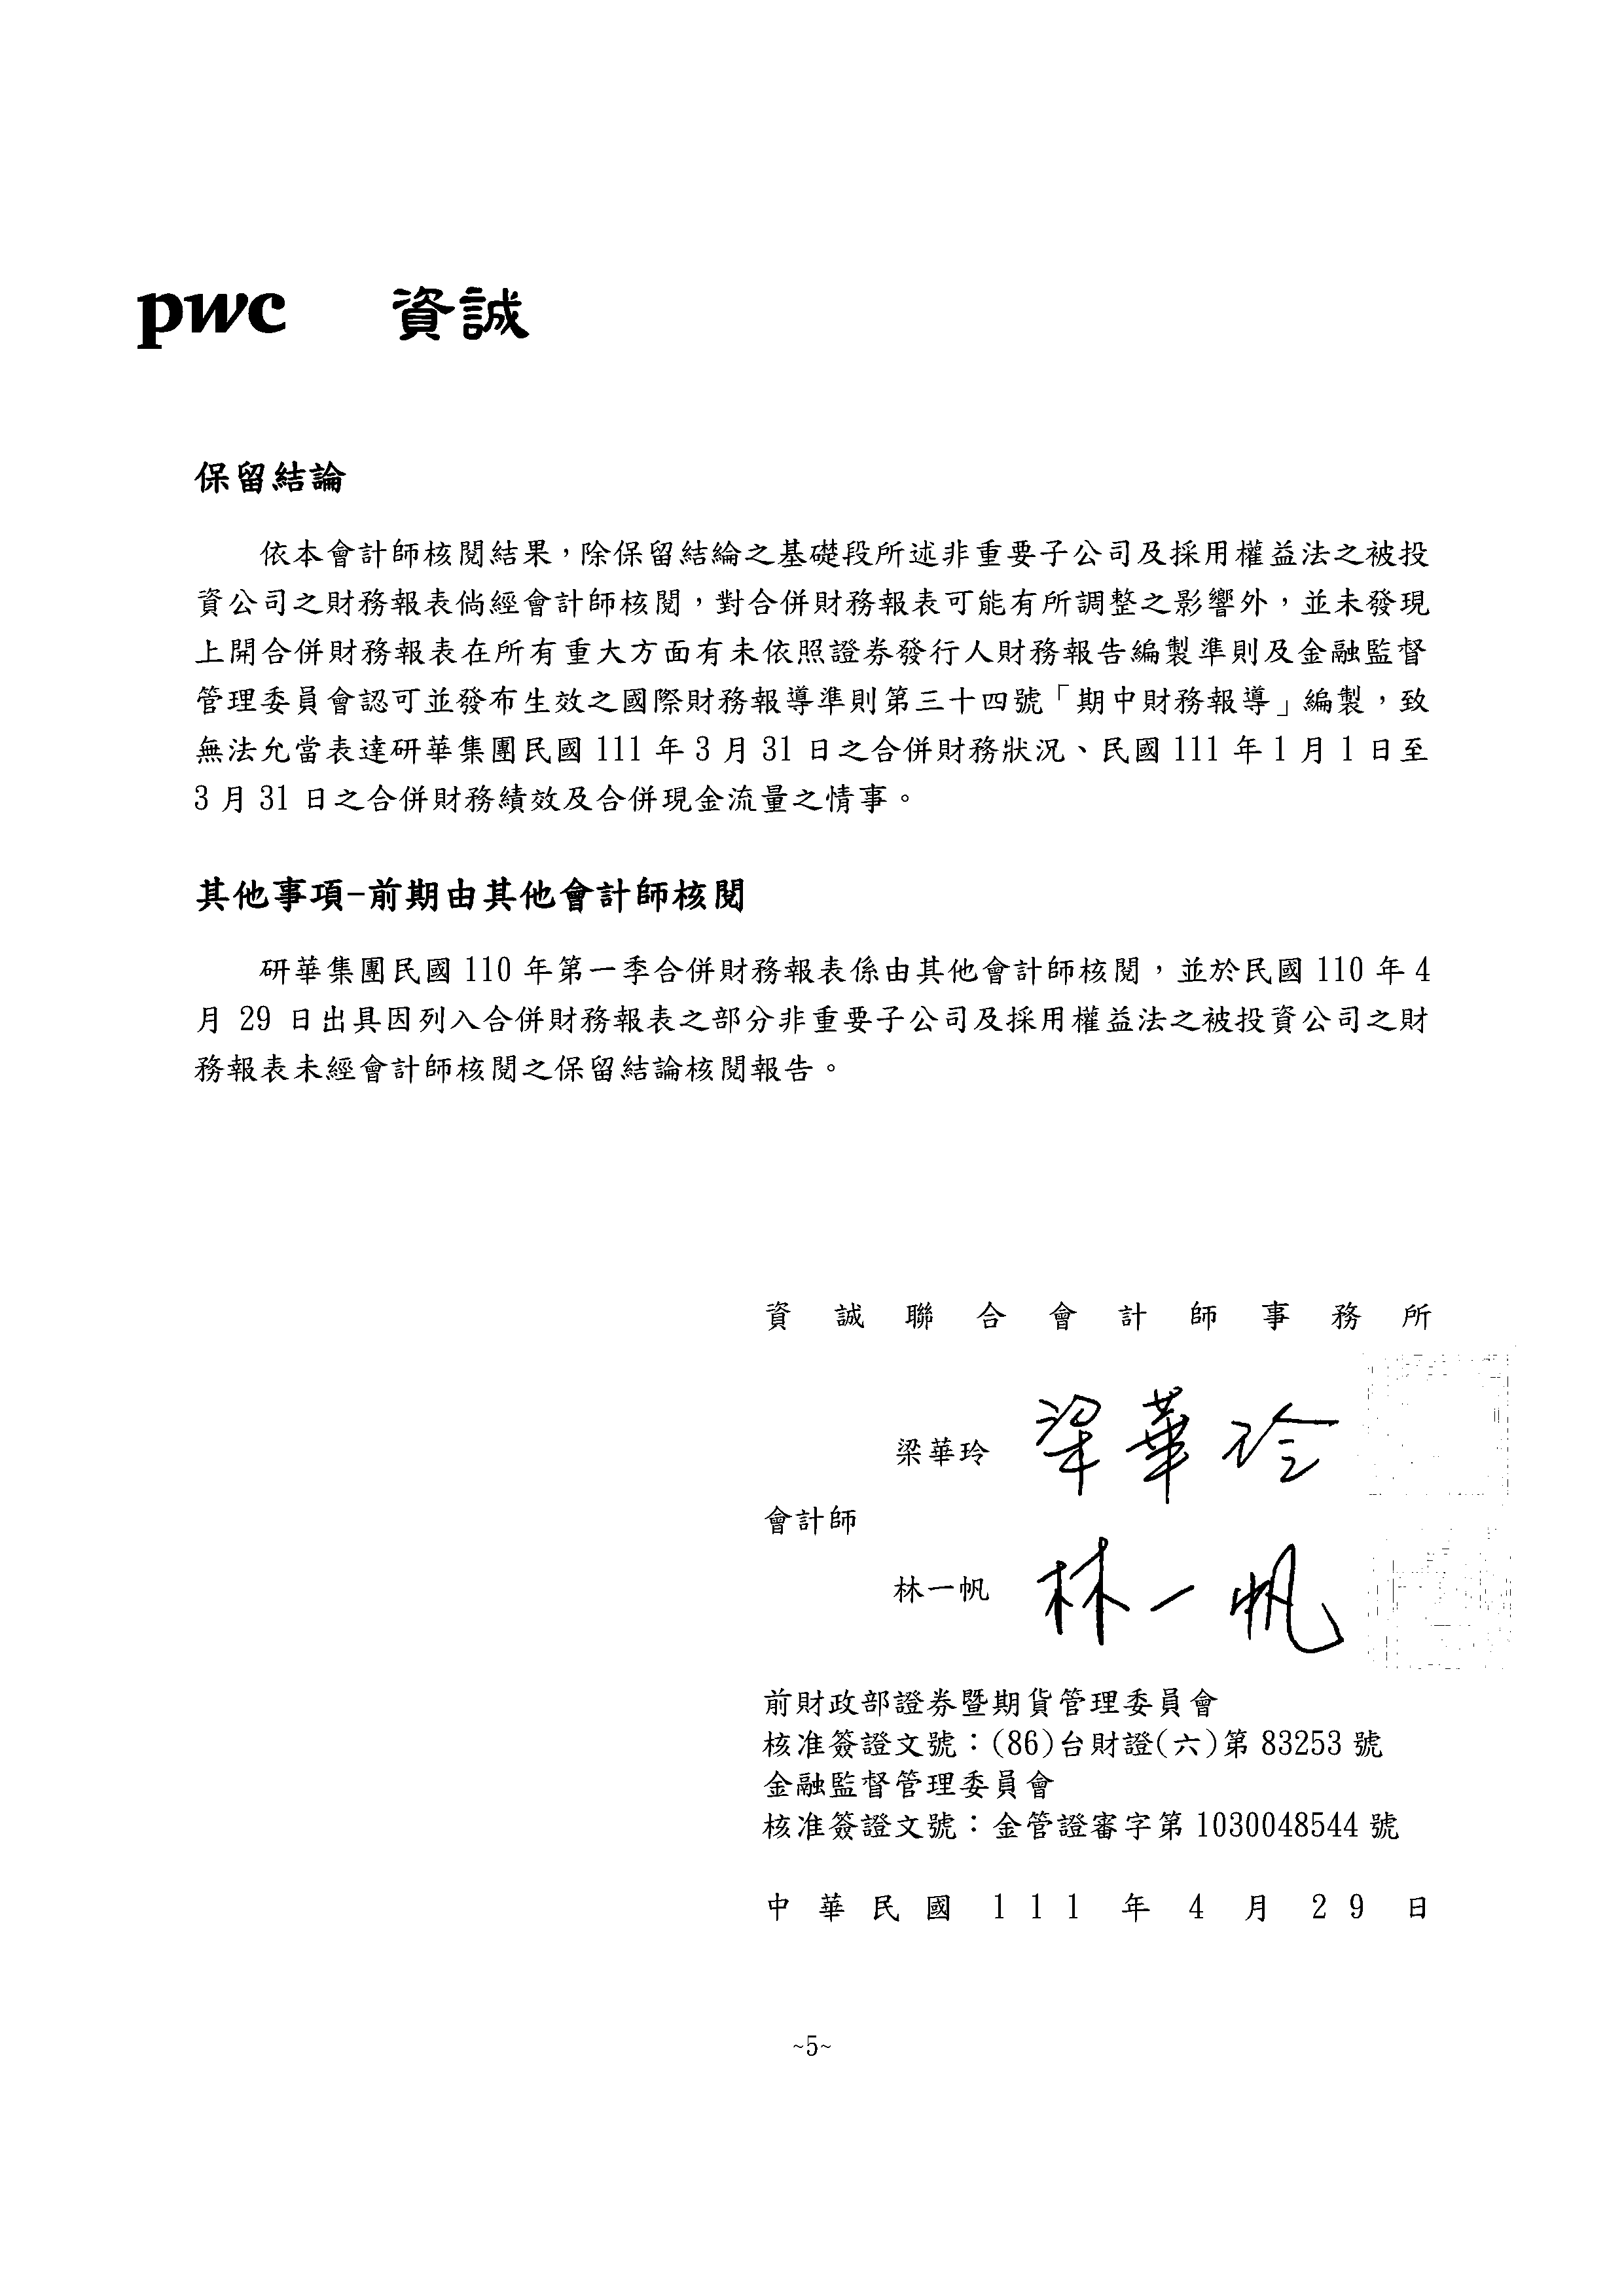 pwc 資誠
保留結論
依本會計師核閱結果，除保留結論之基礎段所述非重要子公司及採用權益法之被投
資公司之財務報表倘經會計師核閱，對合併財務報表可能有所調整之影響外，並未發現
上開合併財務報表在所有重大方面有未依照證券發行人財務報告編製準則及金融監督
管理委員會認可並發布生效之國際財務報導準則第三十四號「期中財務報導」編製，致
無法允當表達研華集團民國 111 年 3 月 31 日之合併財務狀況、民國 111 年 1 月 1 日至
3 月 31 日之合併財務績效及合併現金流量之情事。
其他事項-前期由其他會計師核閱
研華集團民國 110 年第一季合併財務報表係由其他會計師核閱，並於民國 110 年 4
月 29 日出具因列入合併財務報表之部分非重要子公司及採用權益法之被投資公司之財
務報表未經會計師核閱之保留結論核閱報告。
資誠聯合會計師事務所
梁華玲 梁華玲
會計師
林一帆 林一帆
前財政部證券暨期貨管理委員會
核准簽證文號：(86)台財證(六)第 83253 號
金融監督管理委員會
核准簽證文號：金管證審字第 1030048544 號
中華民國 111 年 4 月 29 日
~5~